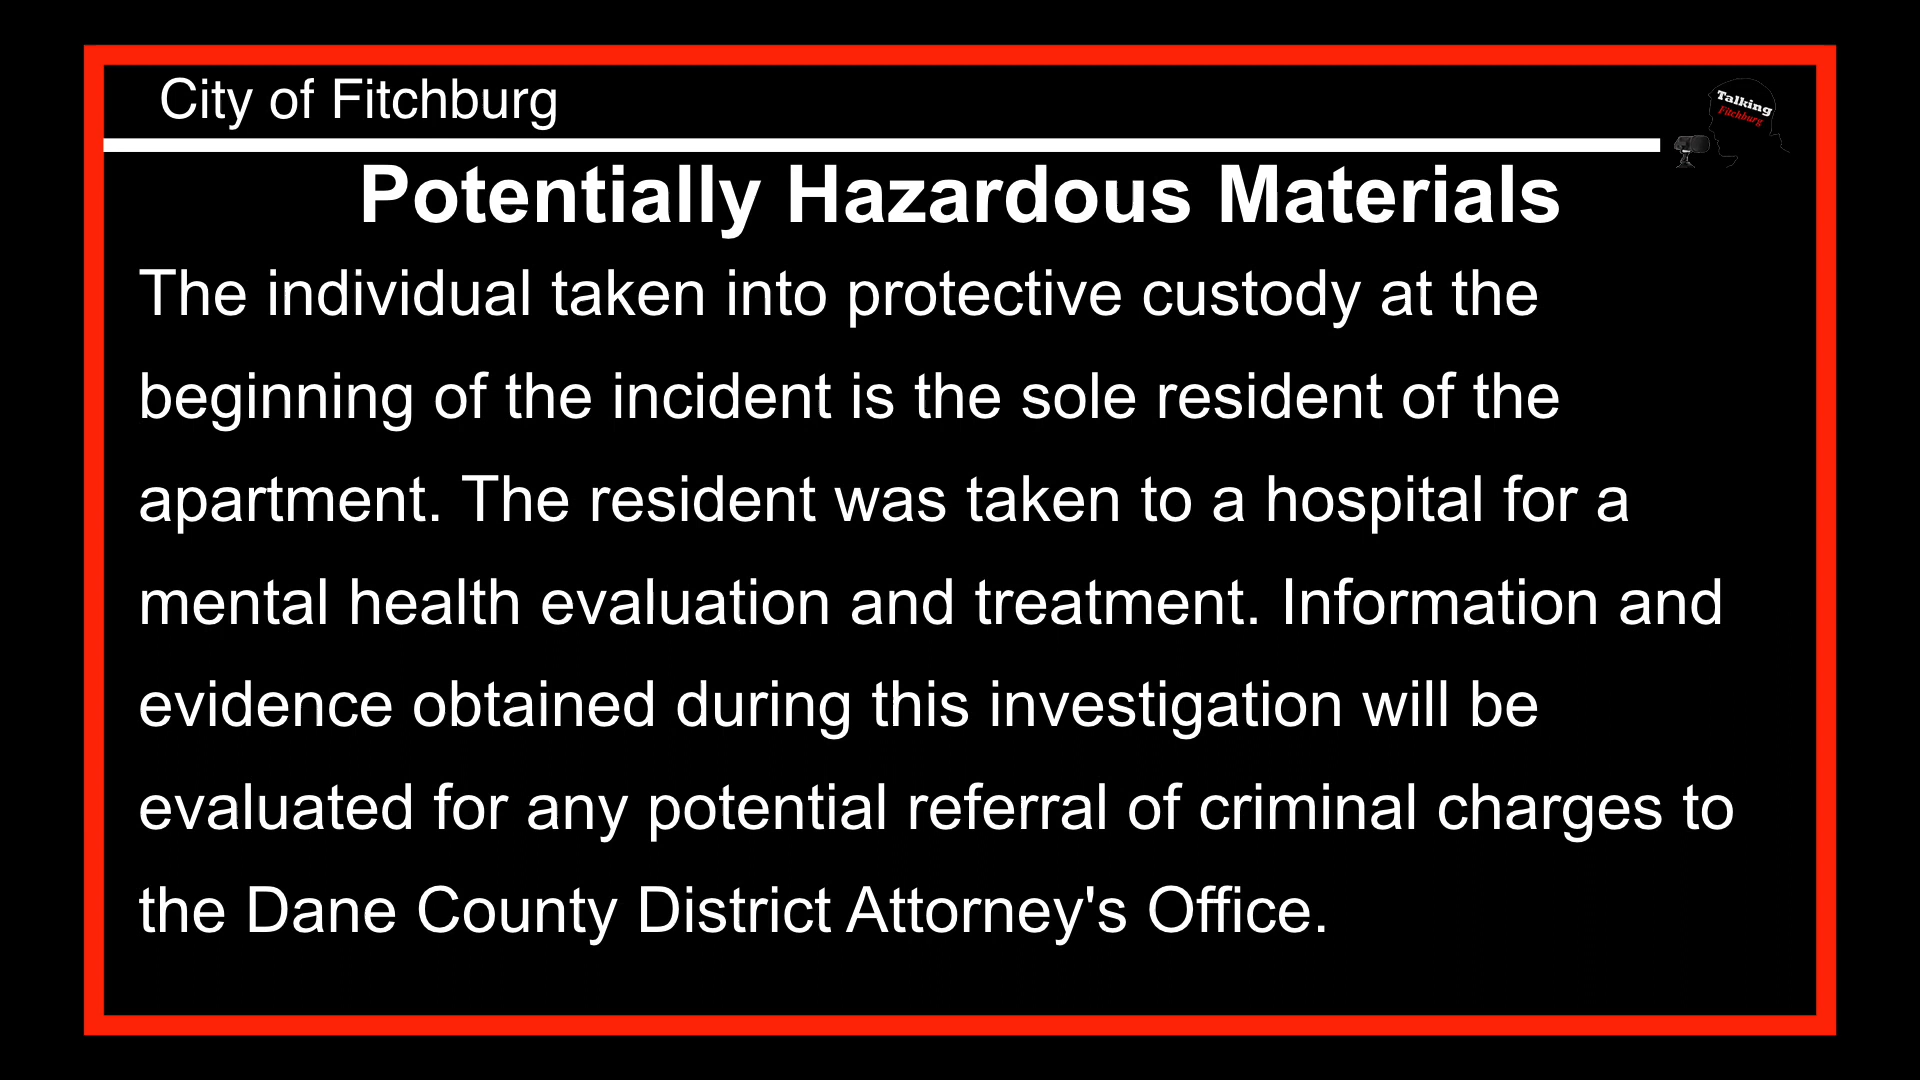 City of Fitchburg
Talking
Fitchburg
Potentially Hazardous Materials
The individual taken into protective custody at the
beginning of the incident is the sole resident of the
apartment. The resident was taken to a hospital for a
mental health evaluation and treatment. Information and
evidence obtained during this investigation will be
evaluated for any potential referral of criminal charges to
the Dane County District Attorney's Office.